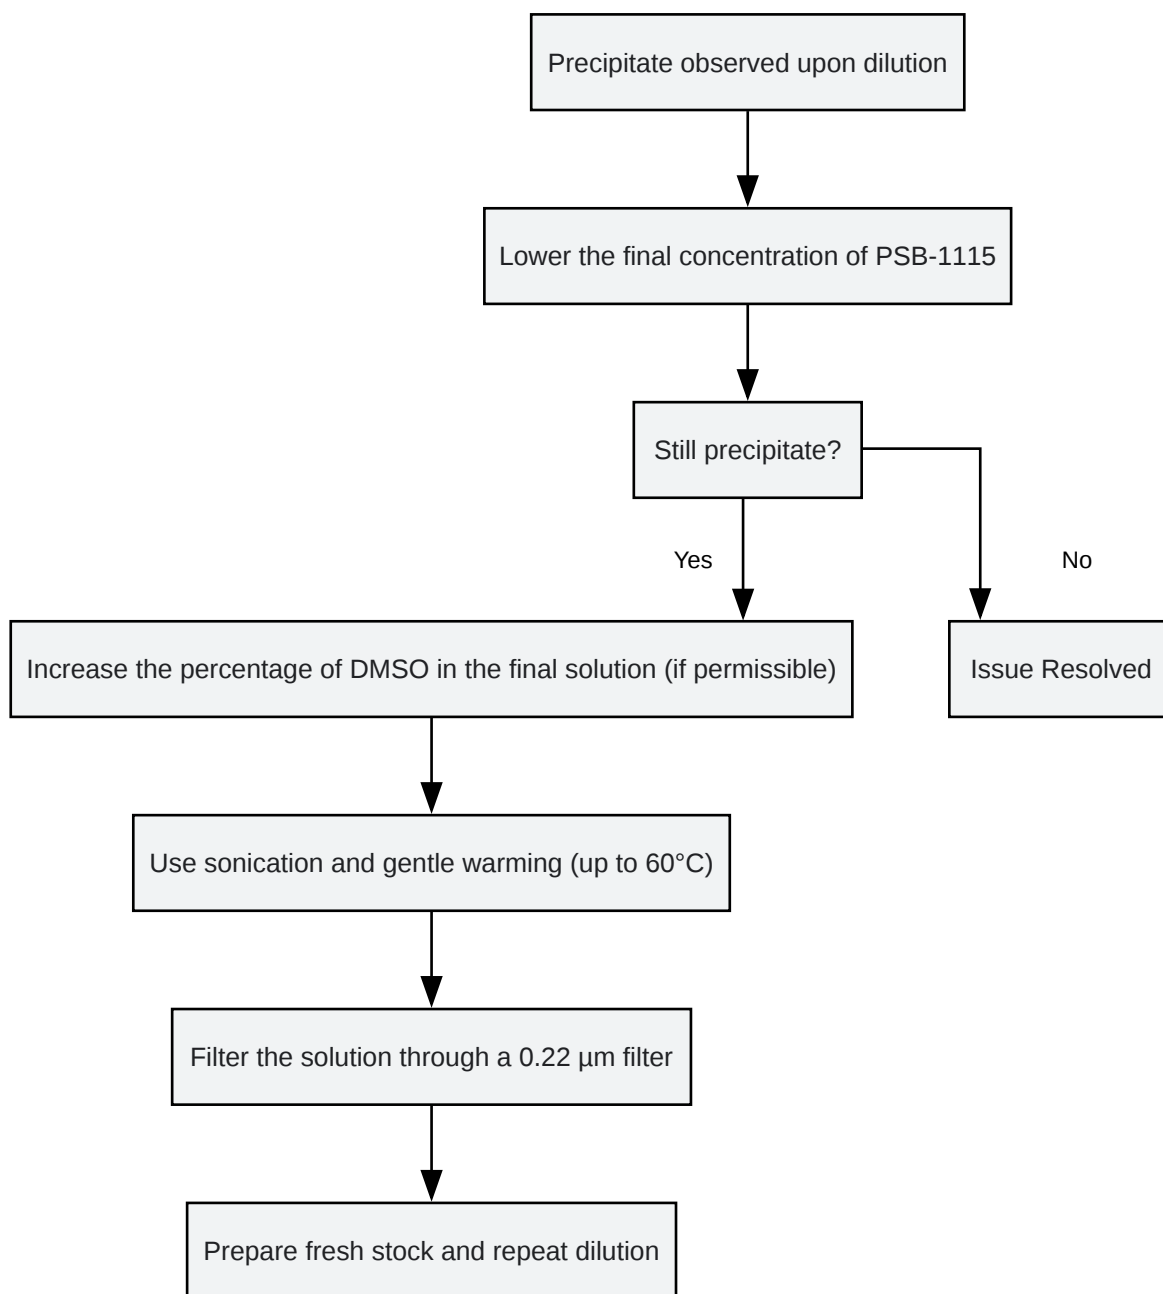 Precipitate observed upon dilution
Lower the final concentration of PSB-1115
Still precipitate?
Yes
No
Increase the percentage of DMSO in the final solution (if permissible)
Issue Resolved
Use sonication and gentle warming (up to 60°C)
Filter the solution through a 0.22 µm filter
Prepare fresh stock and repeat dilution